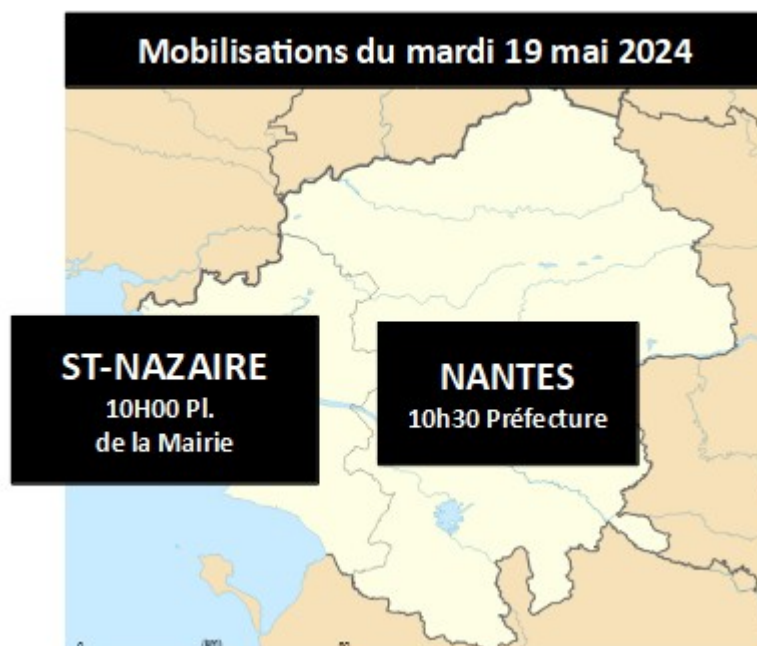 Mobilisations du mardi 19 mai 2024
ST-NAZAIRE
10H00 Pl.
de la Mairie
NANTES
10h30 Préfecture